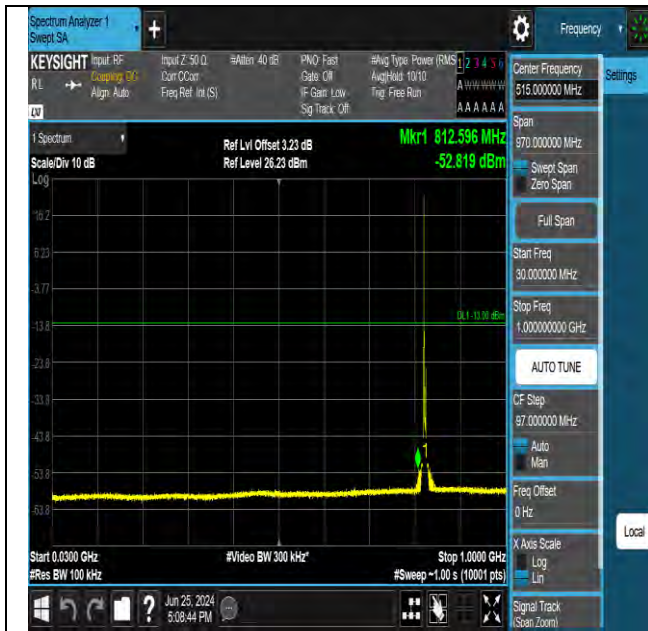 Spectrum Analyzer 1
Swept SA
+
Frequency
KEYSIGHT
RL
Input: RF
Coupling: DC
Align: Auto
Input Z: 50 Ω
Corr CCorr
Freq Ref: Int (S)
#Atten: 40 dB
PNO: Fast
Gate: Off
IF Gain: Low
Sig Track: Off
#Avg Type: Power (RMS
Avg|Hold: 10/10
Trig: Free Run
1 2 3 4 5 6
A W W W W W
A A A A A A
LXI
1 Spectrum
Scale/Div 10 dB
Log
Ref Lvl Offset 3.23 dB
Ref Level 26.23 dBm
Mkr1 812.596 MHz
-52.819 dBm
16.2
6.23
-3.77
-13.8
-23.8
-33.8
-43.8
-53.8
-63.8
DL1 -13.00 dBm
Start 0.0300 GHz
#Res BW 100 kHz
#Video BW 300 kHz*
Stop 1.0000 GHz
#Sweep ~1.00 s (10001 pts)
Center Frequency
515.000000 MHz
Settings
Span
970.000000 MHz
Swept Span
Zero Span
Full Span
Start Freq
30.000000 MHz
Stop Freq
1.000000000 GHz
AUTO TUNE
CF Step
97.000000 MHz
Auto
Man
Freq Offset
0 Hz
X Axis Scale
Log
Lin
Local
Signal Track
(Span Zoom)
?
Jun 25, 2024
5:08:44 PM